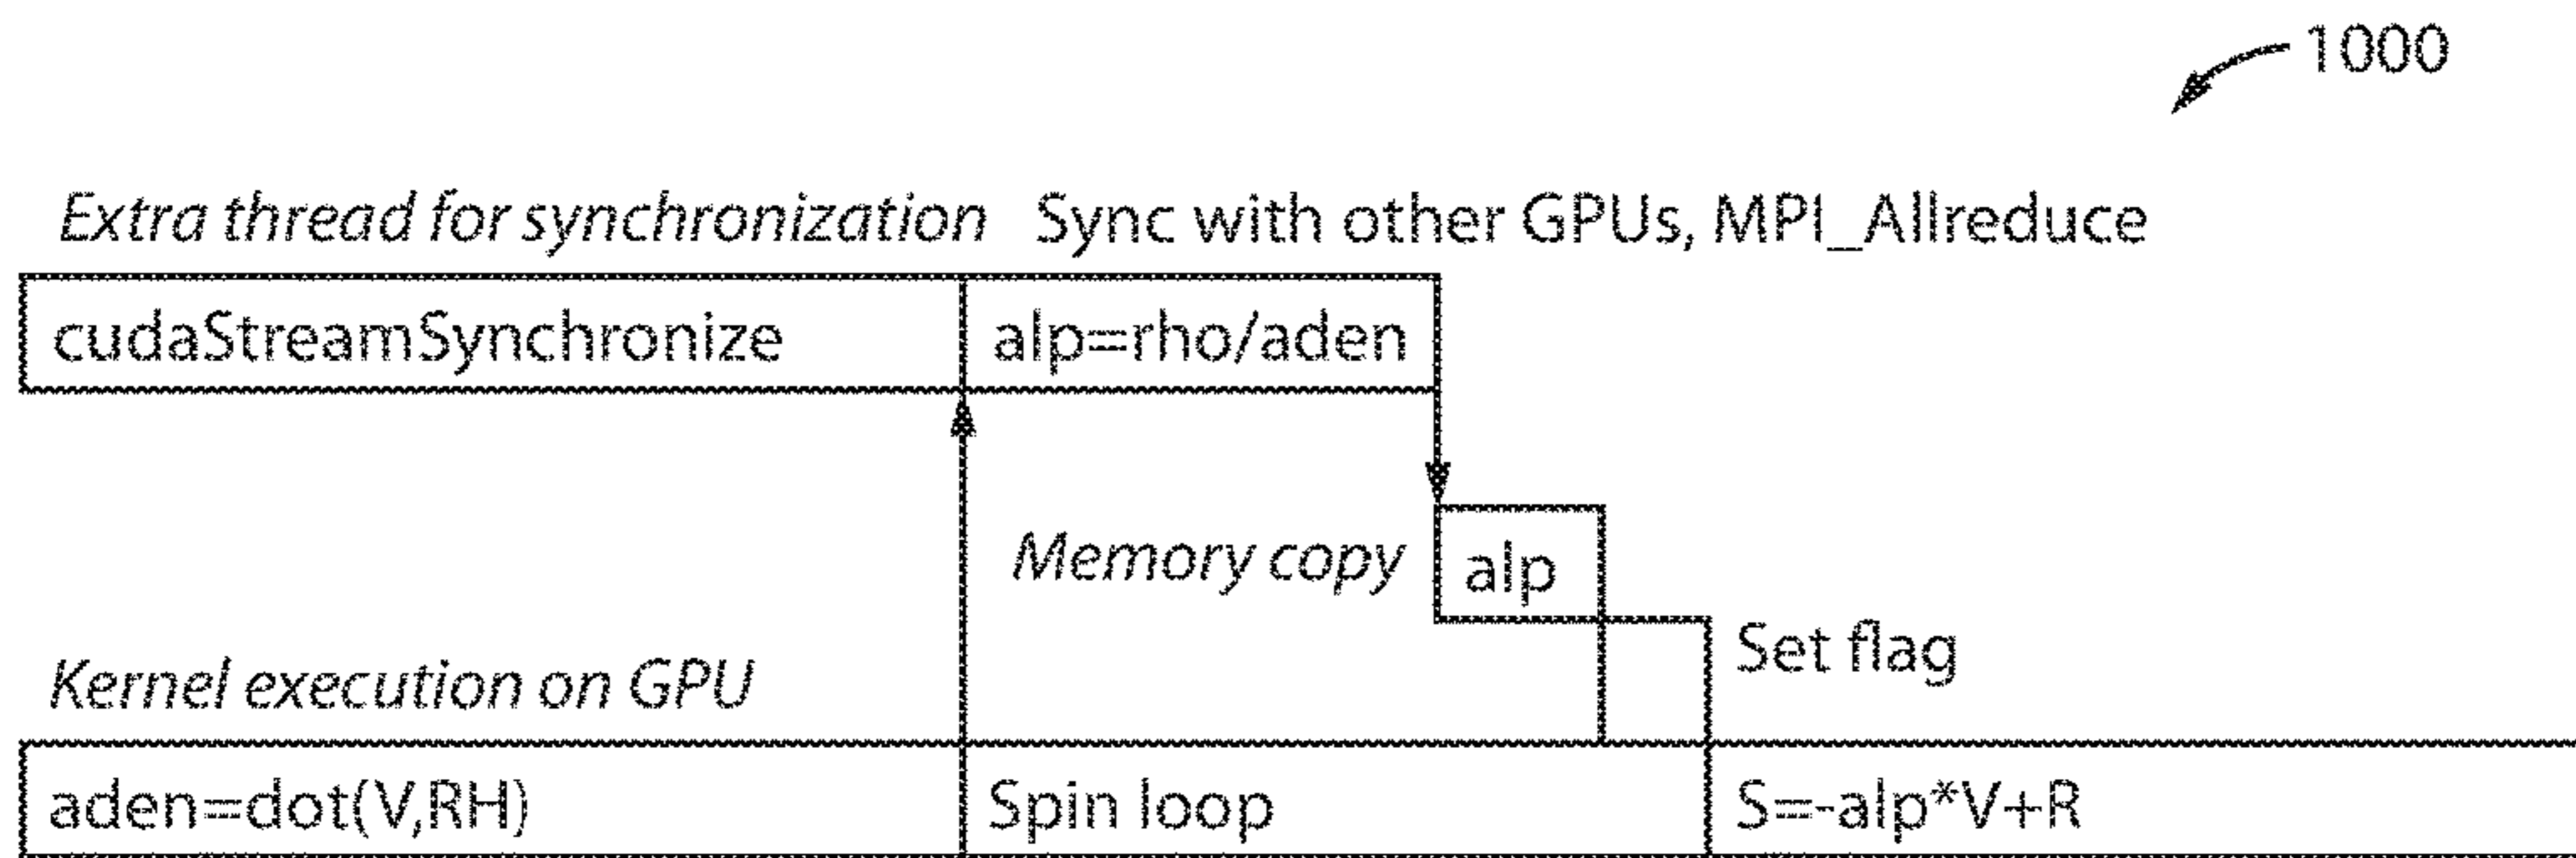 1000
Extra thread for synchronization Sync with other GPUs, MPI_Allreduce
cudaStreamSynchronize alp=rho/aden
Memory copy alp
Set flag
Kernel execution on GPU
aden=dot(V,RH) Spin loop S=-alp*V+R